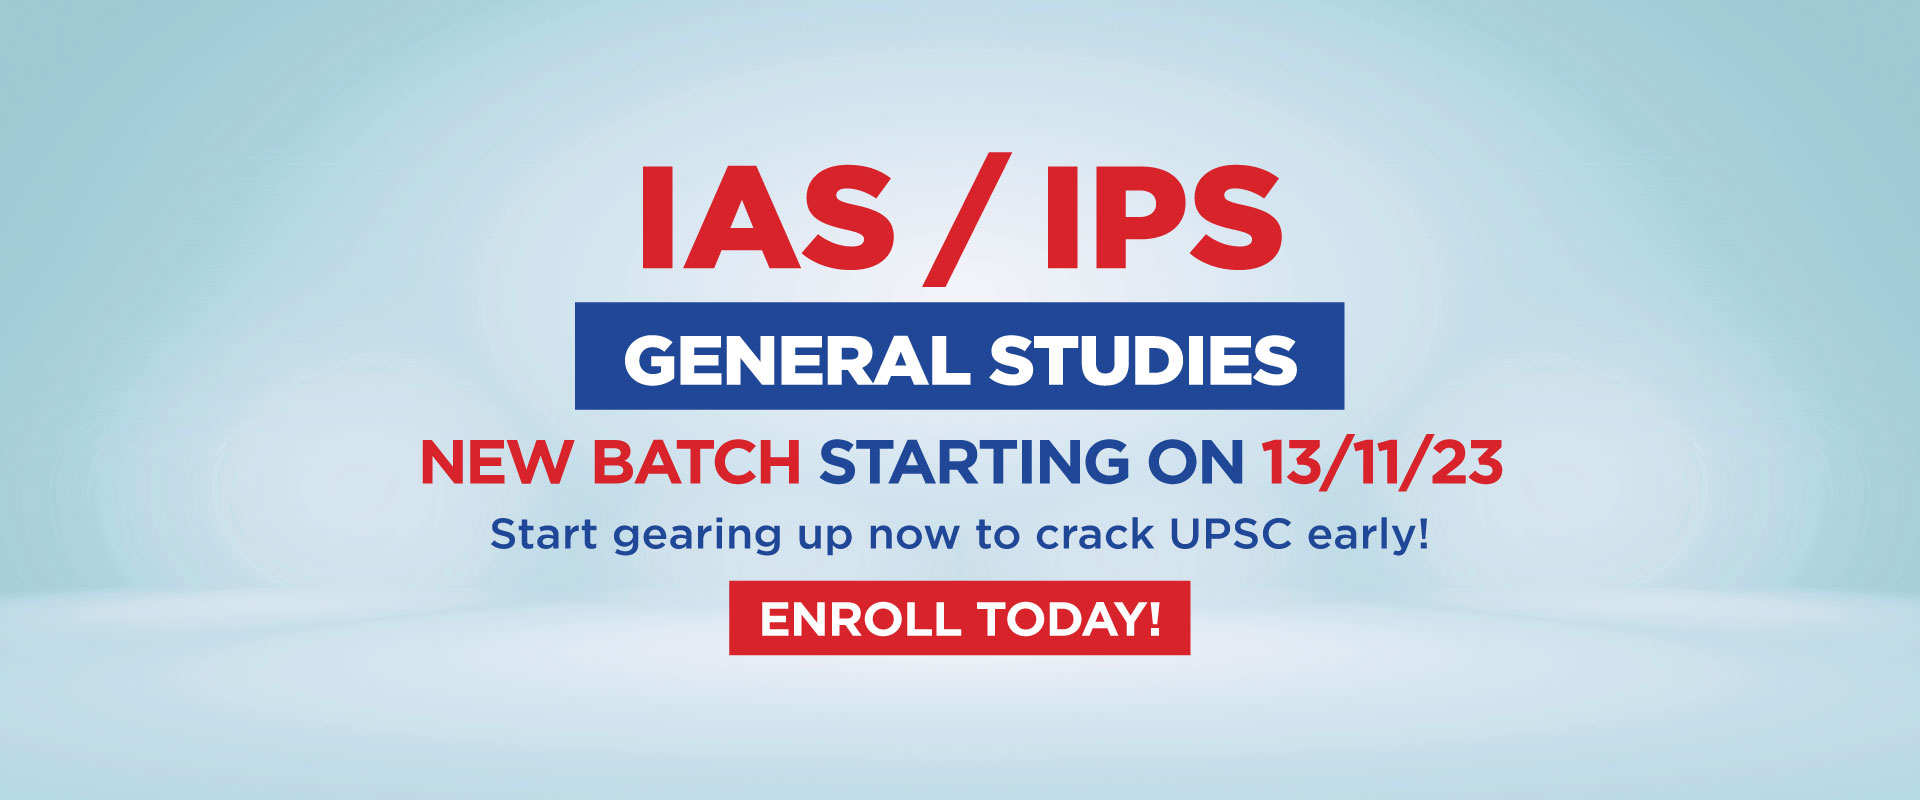 IAS / IPS
GENERAL STUDIES
NEW BATCH STARTING ON 13/11/23
Start gearing up now to crack UPSC early!
ENROLL TODAY!